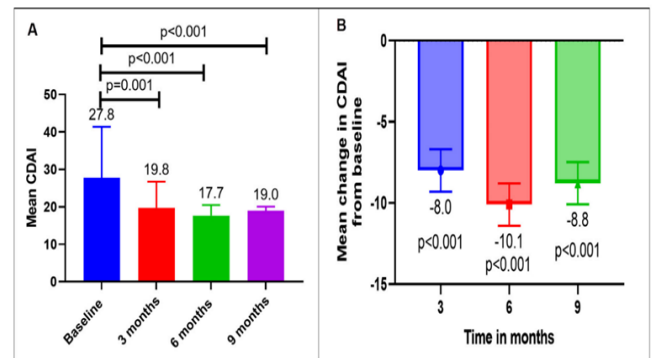 A
p<0.001
p<0.001
p=0.001
Mean CDAI
50
40
30
20
10
0
27.8
19.8
17.7
19.0
Baseline
3 months
6 months
9 months
B
Mean change in CDAI
from baseline
0
-5
-10
-15
-8.0
p<0.001
-10.1
p<0.001
-8.8
p<0.001
3
6
9
Time in months